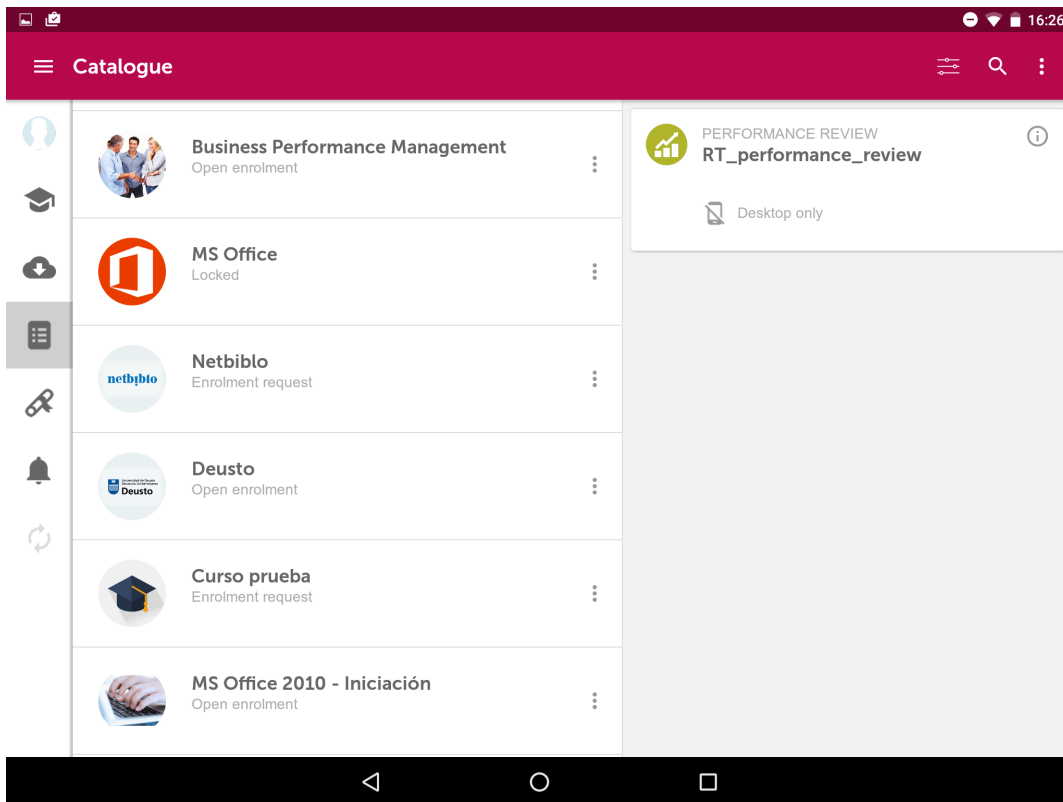 16:26
Catalogue
Business Performance Management
Open enrolment
MS Office
Locked
netbiblo
Netbiblo
Enrolment request
Deusto
Deusto
Open enrolment
Curso prueba
Enrolment request
MS Office 2010 - Iniciación
Open enrolment
PERFORMANCE REVIEW
RT_performance_review
Desktop only